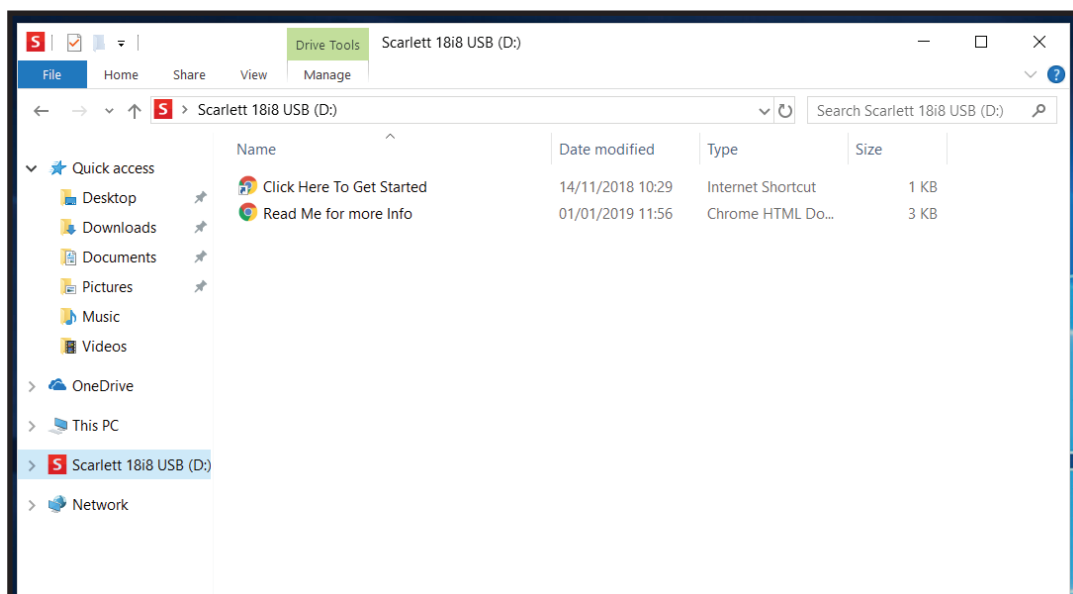 S Drive Tools Scarlett 18i8 USB (D:)
File Home Share View Manage ?
S > Scarlett 18i8 USB (D:) Search Scarlett 18i8 USB (D:)
Name Date modified Type Size
Quick access
Desktop
Downloads
Documents
Pictures
Music
Videos
OneDrive
This PC
S Scarlett 18i8 USB (D:)
Network
Click Here To Get Started 14/11/2018 10:29 Internet Shortcut 1 KB
Read Me for more Info 01/01/2019 11:56 Chrome HTML Do... 3 KB